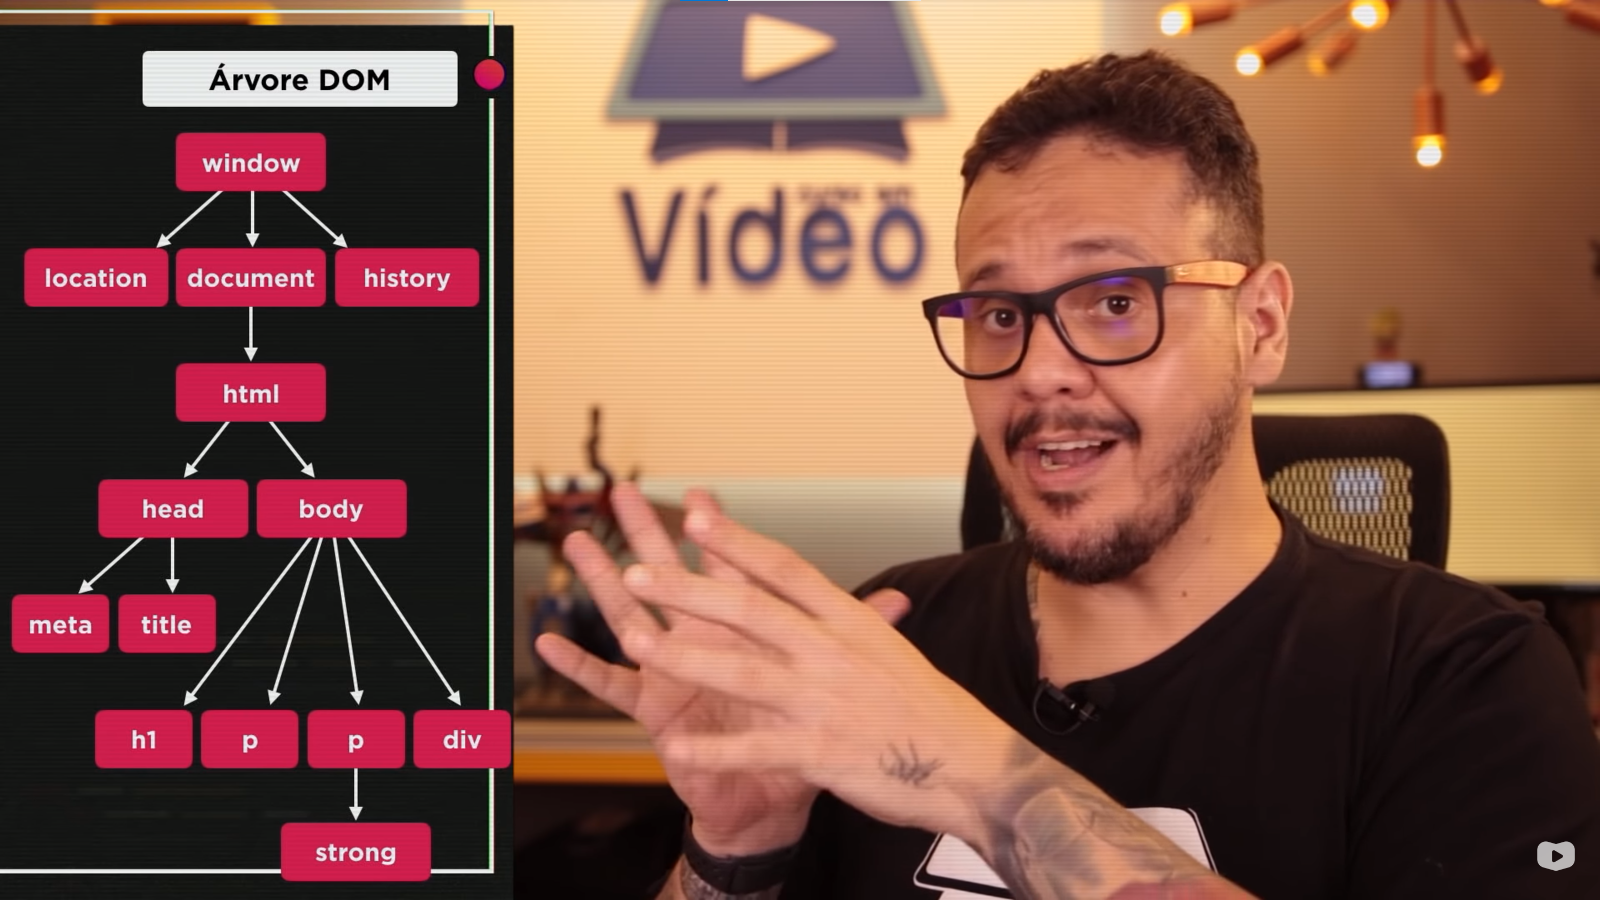 Árvore DOM
window
location
document
history
html
head
body
meta
title
h1
p
p
div
strong
Vídeo